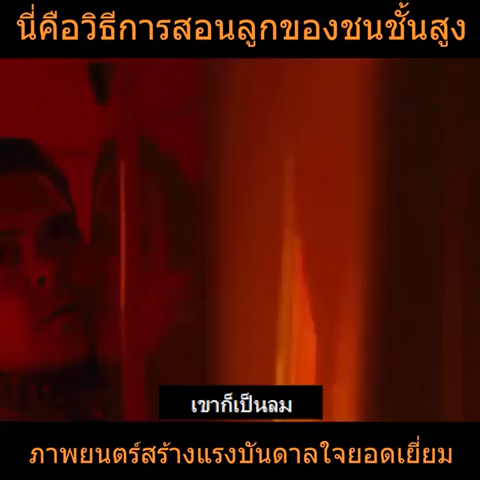 นี่คือวิธีการสอนลูกของชนชั้นสูง
เขาก็เป็นลม
ภาพยนตร์สร้างแรงบันดาลใจยอดเยี่ยม